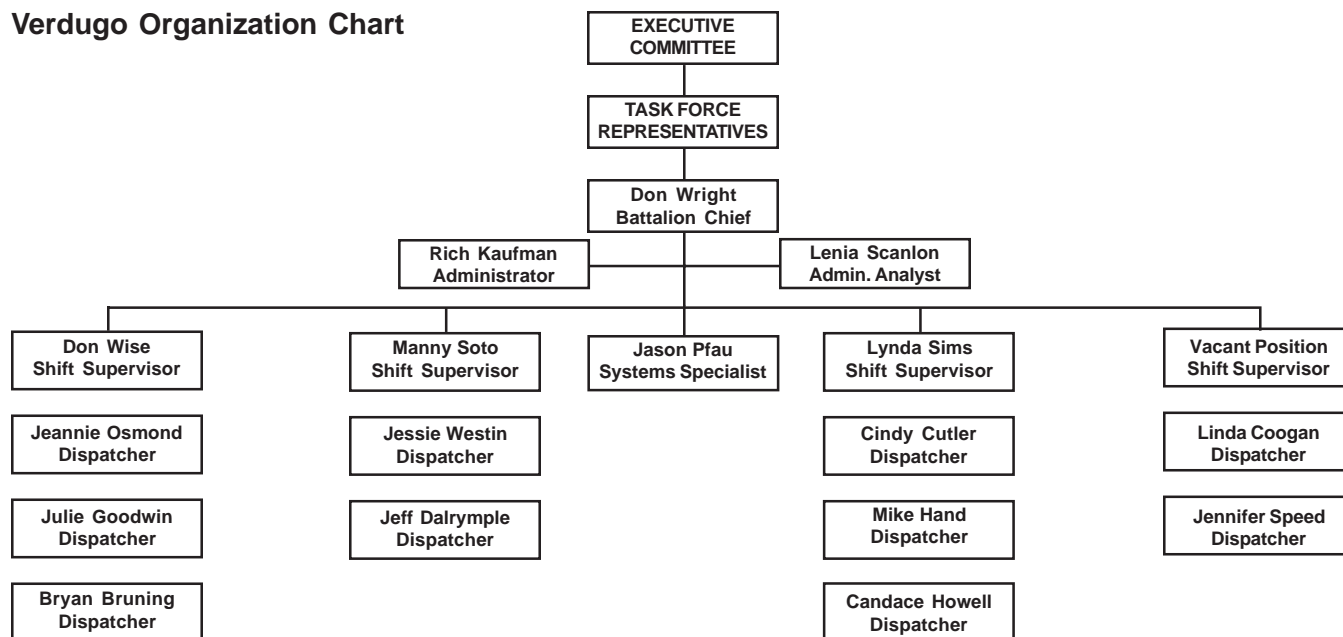 Verdugo Organization Chart
EXECUTIVE
COMMITTEE
TASK FORCE
REPRESENTATIVES
Don Wright
Battalion Chief
Rich Kaufman
Administrator
Lenia Scanlon
Admin. Analyst
Don Wise
Shift Supervisor
Manny Soto
Shift Supervisor
Jason Pfau
Systems Specialist
Lynda Sims
Shift Supervisor
Vacant Position
Shift Supervisor
Jeannie Osmond
Dispatcher
Jessie Westin
Dispatcher
Cindy Cutler
Dispatcher
Linda Coogan
Dispatcher
Julie Goodwin
Dispatcher
Jeff Dalrymple
Dispatcher
Mike Hand
Dispatcher
Jennifer Speed
Dispatcher
Bryan Bruning
Dispatcher
Candace Howell
Dispatcher